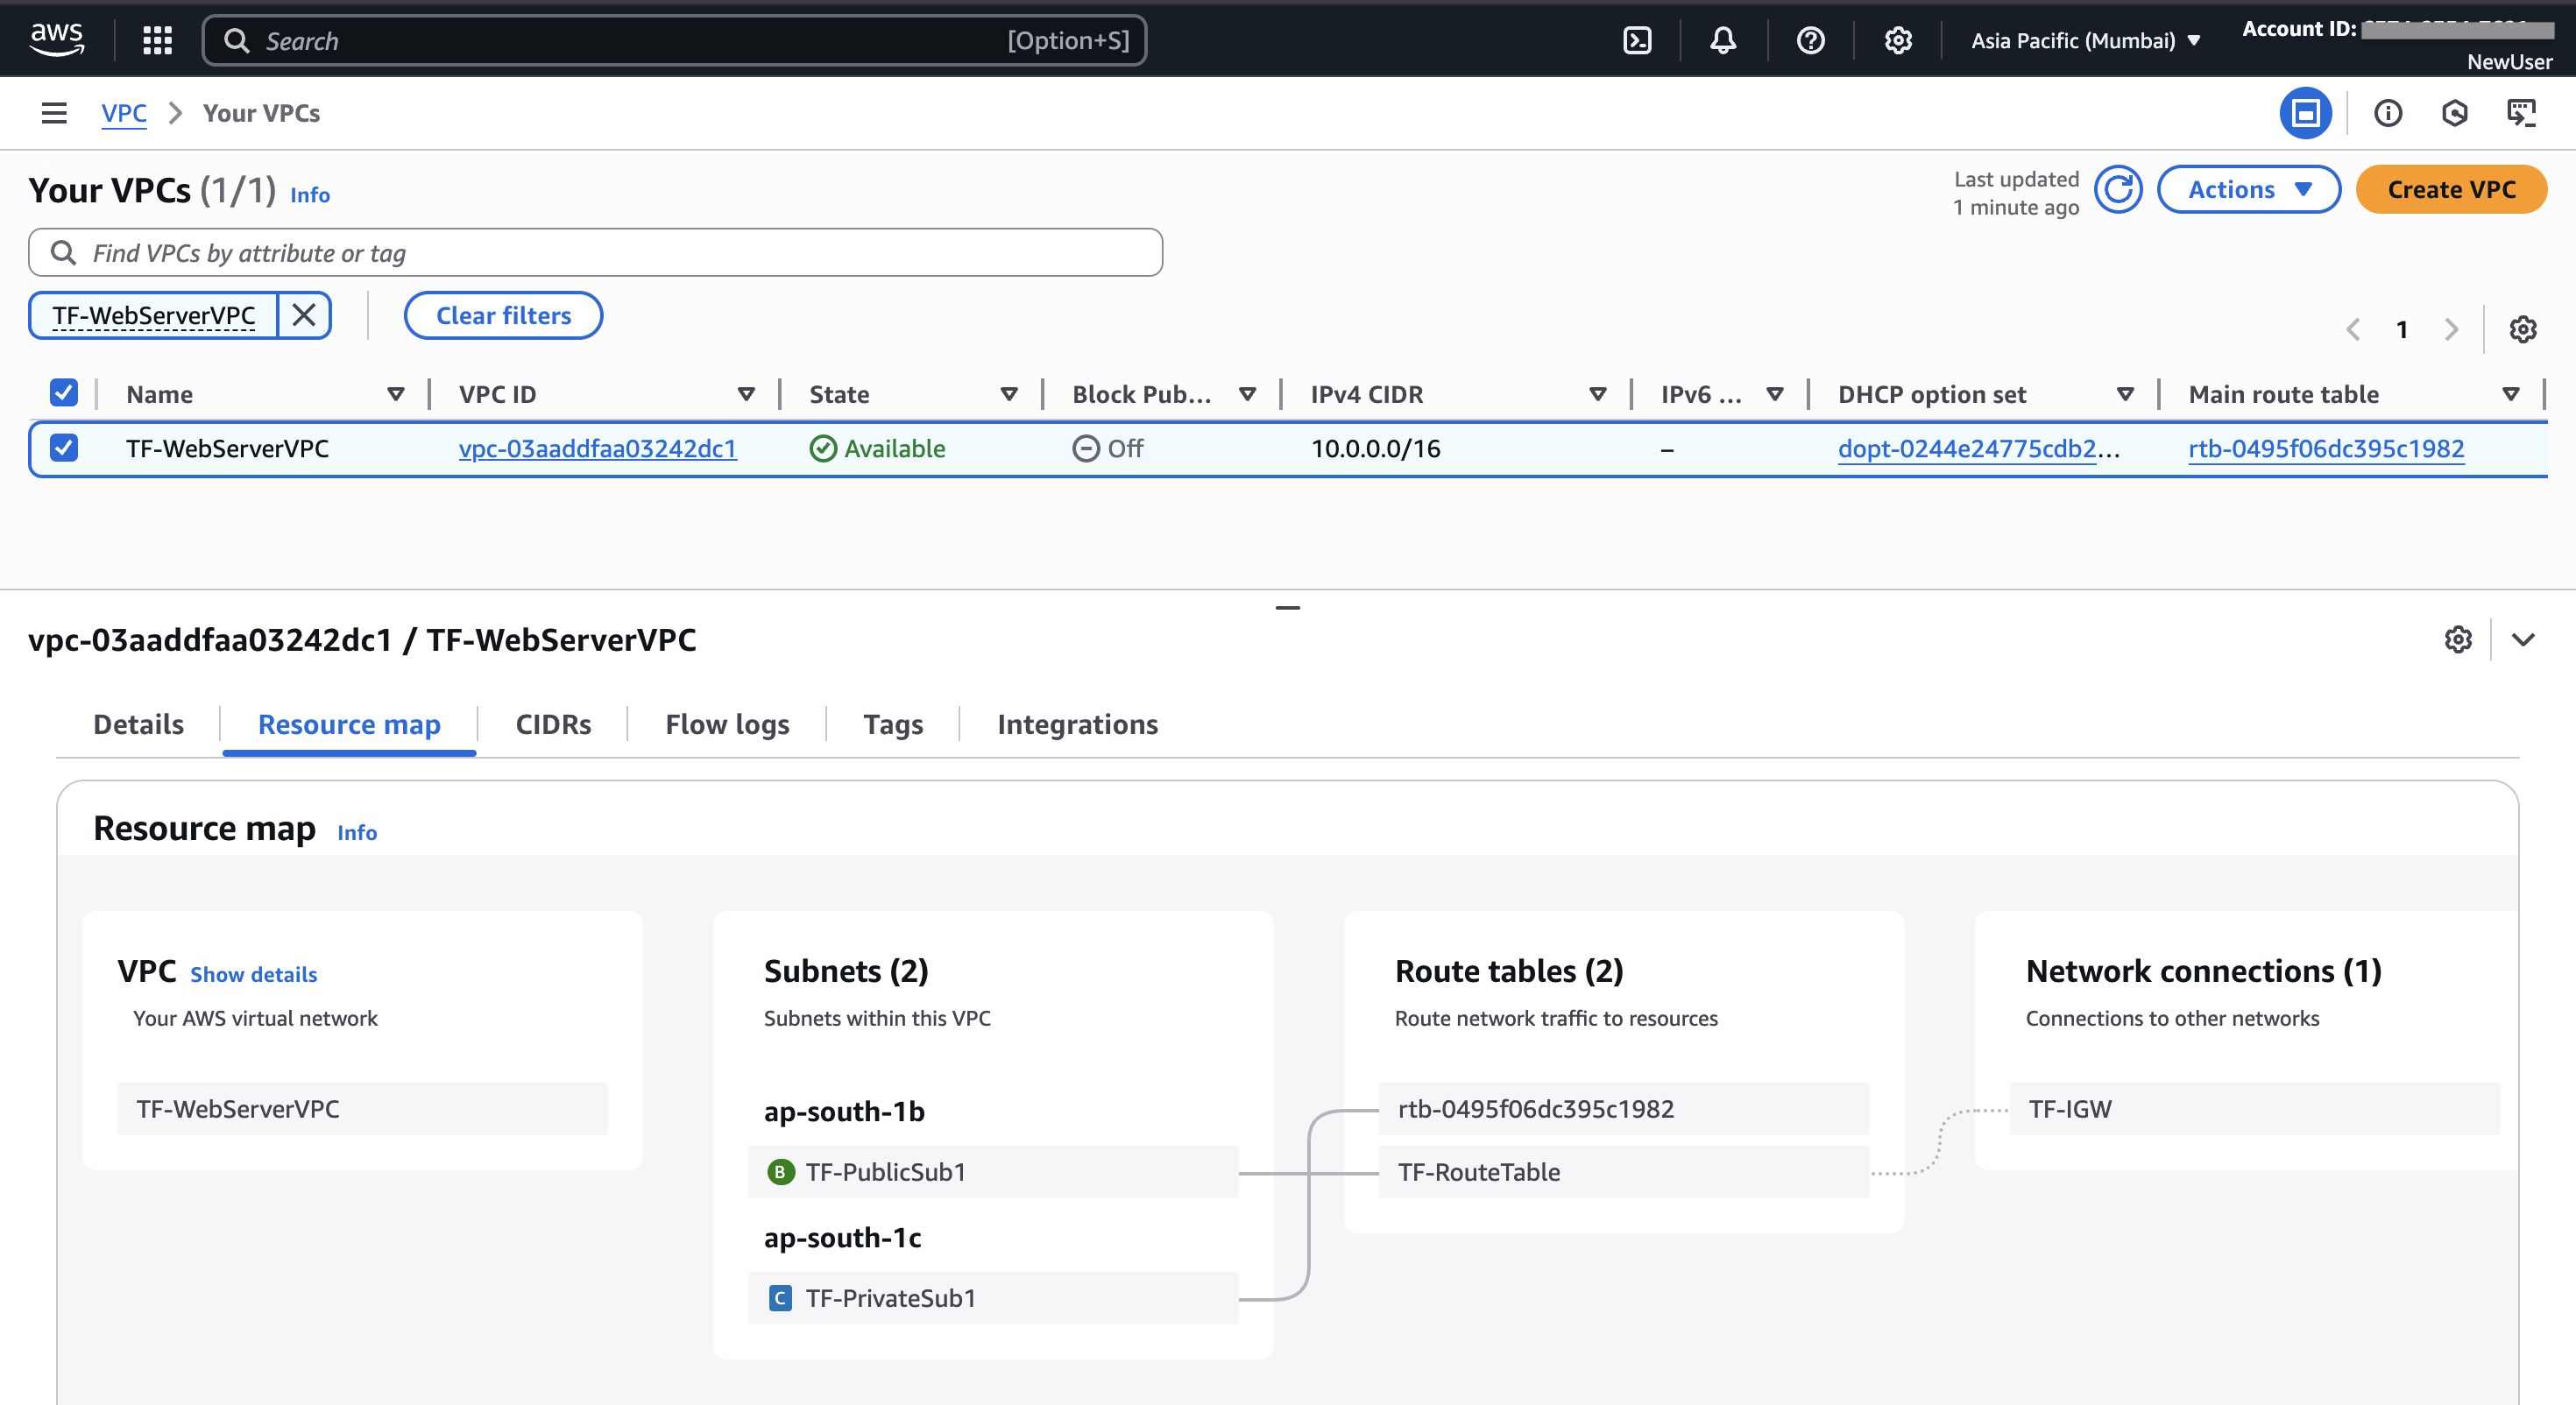 aws
Search [Option+S]
Asia Pacific (Mumbai)
Account ID:
NewUser
VPC Your VPCs
Your VPCs (1/1) Info
Last updated
1 minute ago
Actions
Create VPC
Find VPCs by attribute or tag
TF-WebServerVPC
Clear filters
1
Name VPC ID State Block Pub... IPv4 CIDR IPv6 ... DHCP option set Main route table
TF-WebServerVPC vpc-03aaddfaa03242dc1 Available Off 10.0.0.0/16 – dopt-0244e24775cdb2... rtb-0495f06dc395c1982
vpc-03aaddfaa03242dc1 / TF-WebServerVPC
Details Resource map CIDRs Flow logs Tags Integrations
Resource map Info
VPC Show details
Your AWS virtual network
TF-WebServerVPC
Subnets (2)
Subnets within this VPC
ap-south-1b
B TF-PublicSub1
ap-south-1c
C TF-PrivateSub1
Route tables (2)
Route network traffic to resources
rtb-0495f06dc395c1982
TF-RouteTable
Network connections (1)
Connections to other networks
TF-IGW